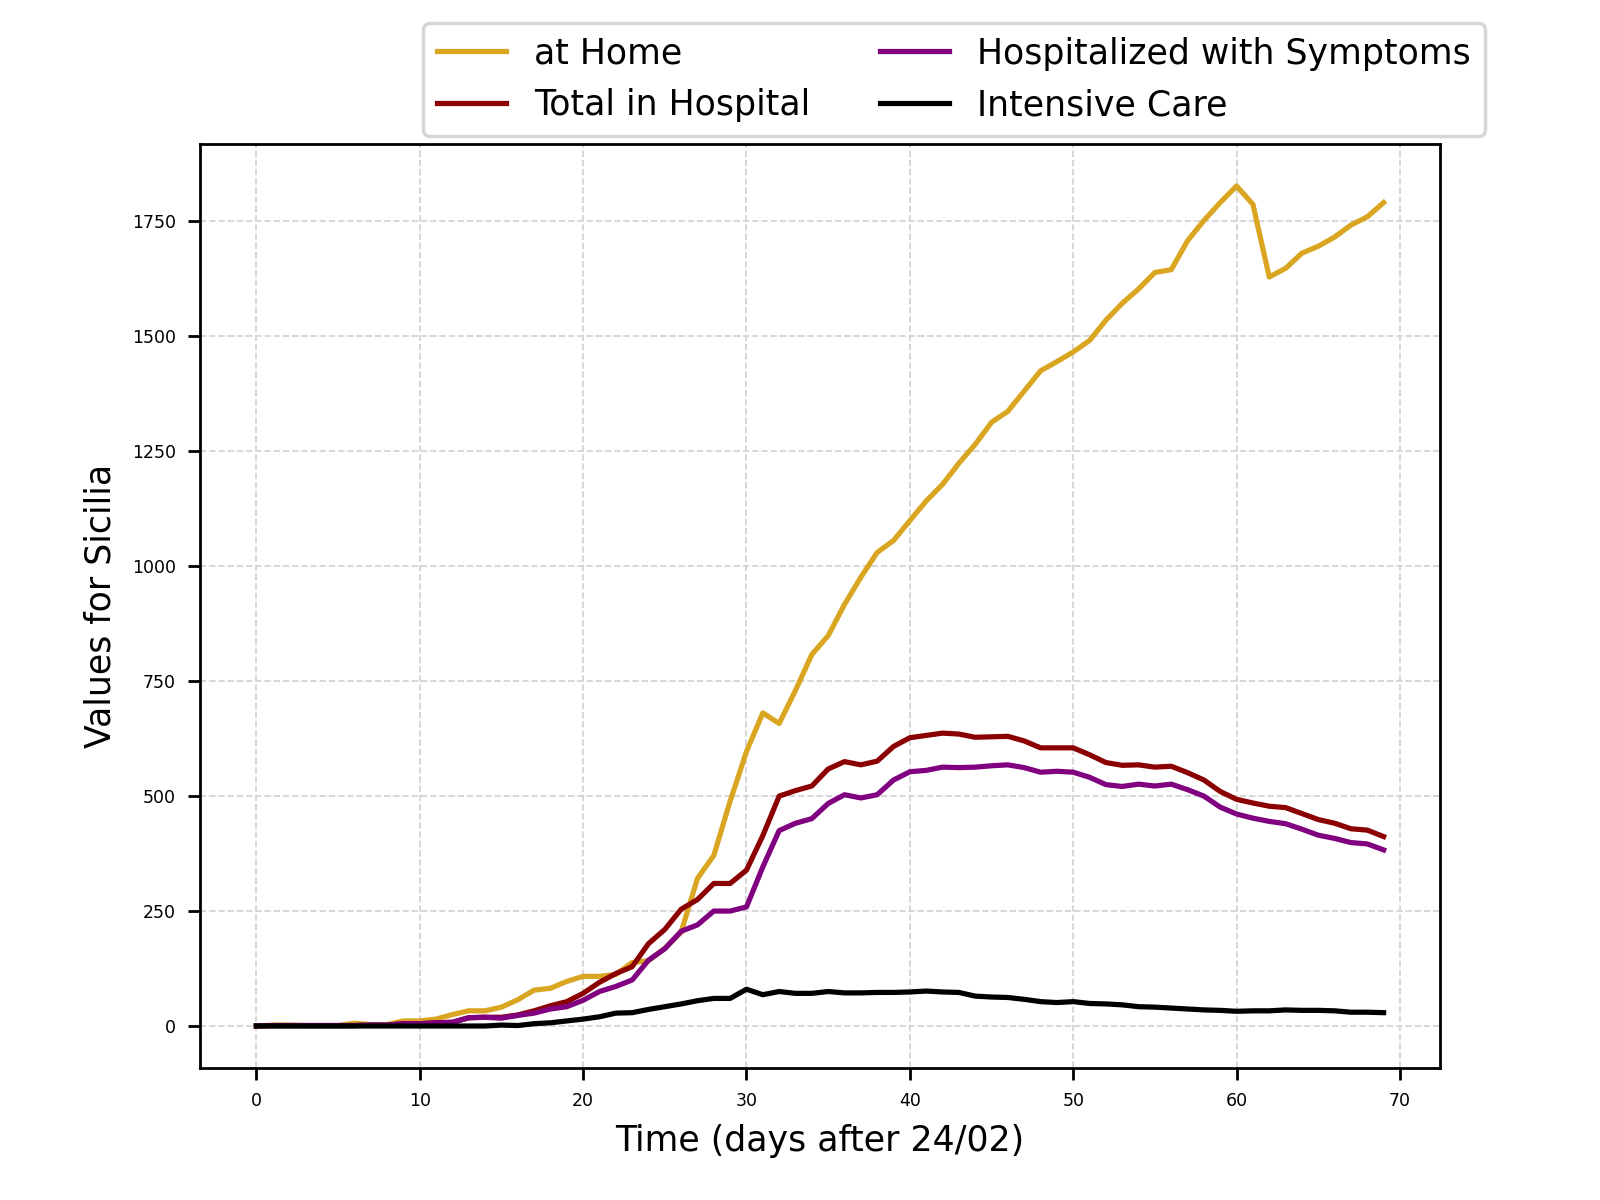 at Home
Total in Hospital
Hospitalized with Symptoms
Intensive Care
Values for Sicilia
1750
1500
1250
1000
750
500
250
0
0 10 20 30 40 50 60 70
Time (days after 24/02)